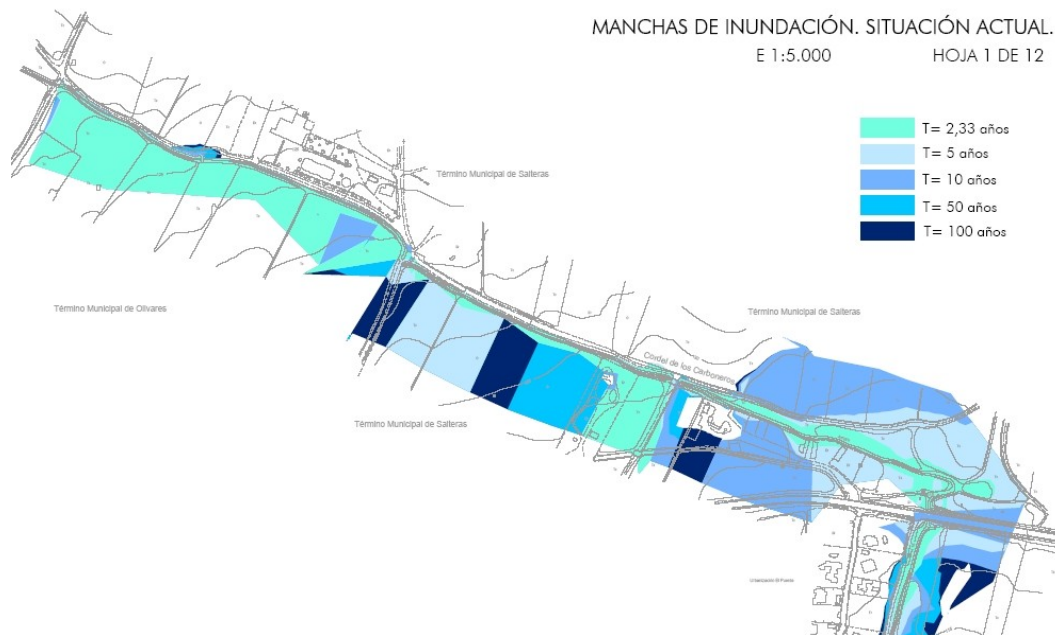 MANCHAS DE INUNDACIÓN. SITUACIÓN ACTUAL.
E 1:5.000 HOJA 1 DE 12
T= 2,33 años
T= 5 años
T= 10 años
T= 50 años
T= 100 años
Término Municipal de Salteras
Término Municipal de Olivares
Término Municipal de Salteras
Cordel de los Carboneros
Término Municipal de Salteras